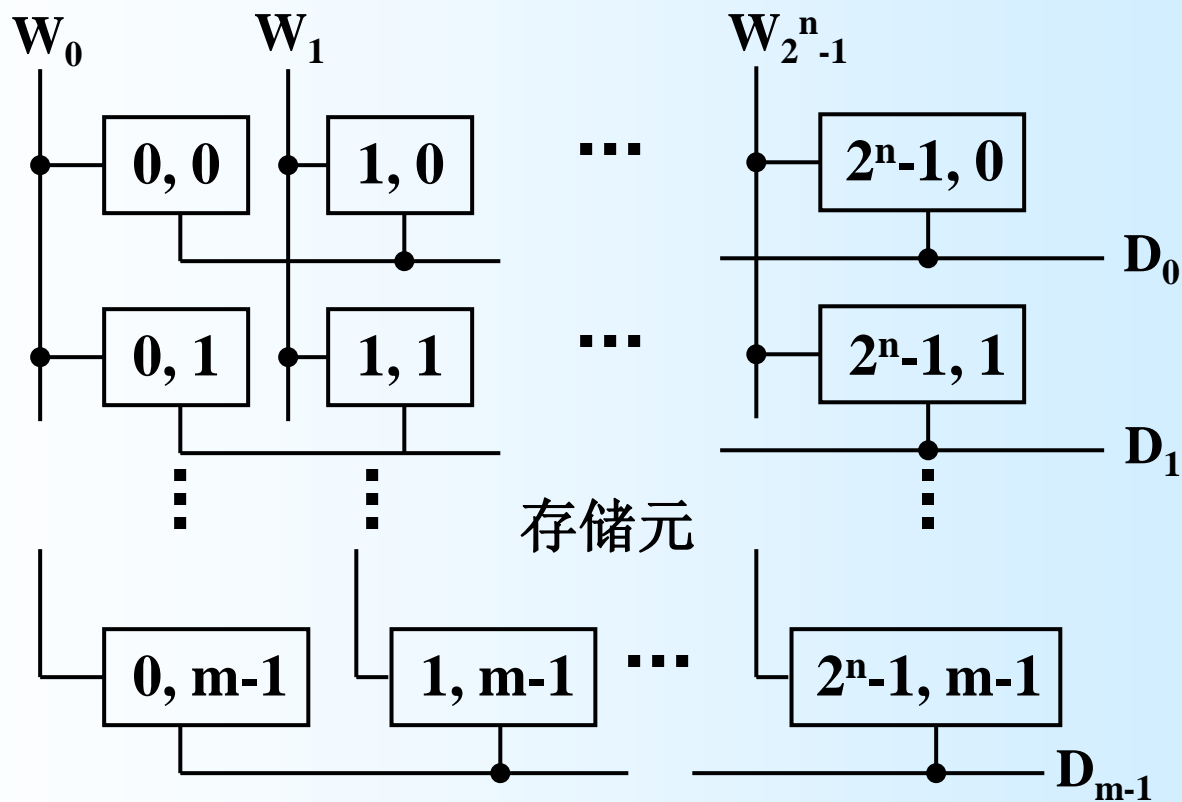 W₀ W₁ W₂ⁿ₋₁
0, 0 1, 0 ... 2ⁿ-1, 0
D₀
0, 1 1, 1 ... 2ⁿ-1, 1
D₁
存储元
0, m-1 1, m-1 ... 2ⁿ-1, m-1
Dₘ₋₁